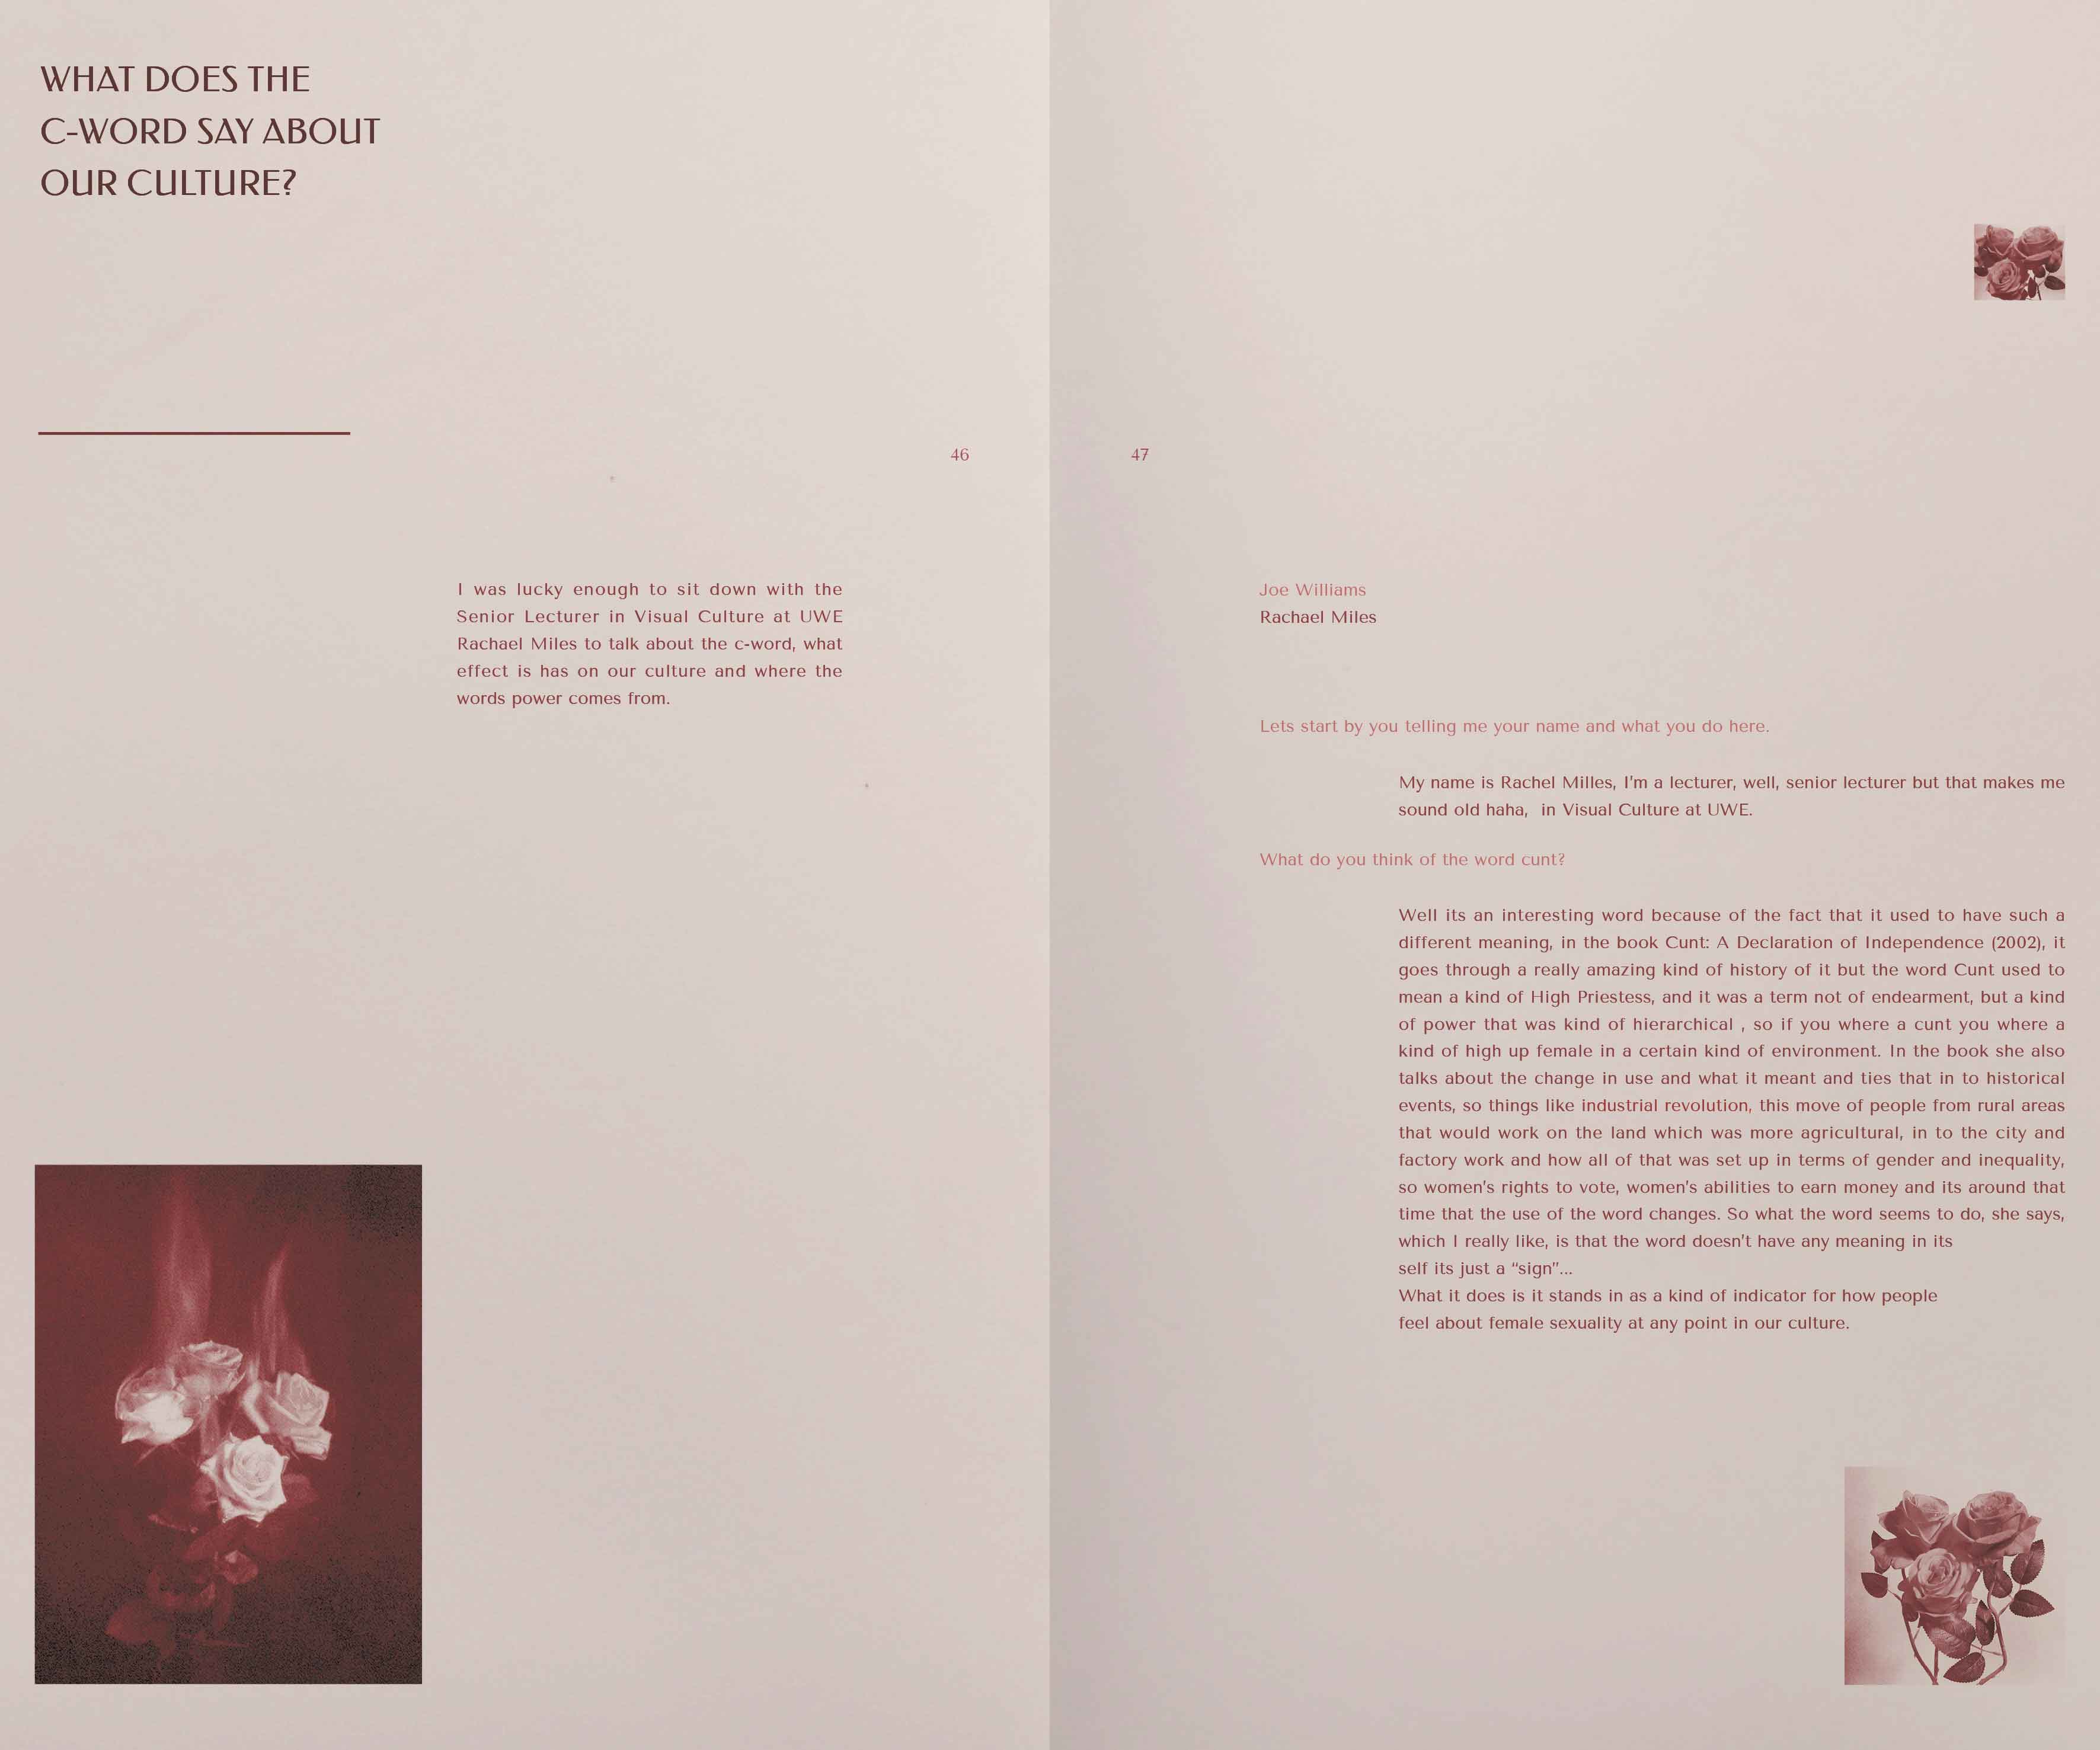 WHAT DOES THE
C-WORD SAY ABOUT
OUR CULTURE?
46
I was lucky enough to sit down with the
Senior Lecturer in Visual Culture at UWE
Rachael Miles to talk about the c-word, what
effect is has on our culture and where the
words power comes from.
47
Joe Williams
Rachael Miles
Lets start by you telling me your name and what you do here.
My name is Rachel Milles, I'm a lecturer, well, senior lecturer but that makes me
sound old haha,  in Visual Culture at UWE.
What do you think of the word cunt?
Well its an interesting word because of the fact that it used to have such a
different meaning, in the book Cunt: A Declaration of Independence (2002), it
goes through a really amazing kind of history of it but the word Cunt used to
mean a kind of High Priestess, and it was a term not of endearment, but a kind
of power that was kind of hierarchical , so if you where a cunt you where a
kind of high up female in a certain kind of environment. In the book she also
talks about the change in use and what it meant and ties that in to historical
events, so things like industrial revolution, this move of people from rural areas
that would work on the land which was more agricultural, in to the city and
factory work and how all of that was set up in terms of gender and inequality,
so women's rights to vote, women's abilities to earn money and its around that
time that the use of the word changes. So what the word seems to do, she says,
which I really like, is that the word doesn't have any meaning in its
self its just a “sign”...
What it does is it stands in as a kind of indicator for how people
feel about female sexuality at any point in our culture.